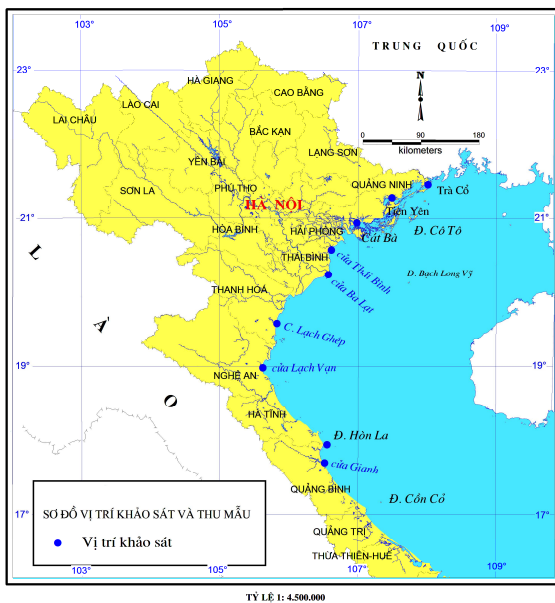 103°
105°
107°
109°
TRUNG QUỐC
23°
23°
HÀ GIANG
CAO BẰNG
N
LÀO CAI
LAI CHÂU
BẮC KẠN
0 90 180
kilometers
YÊN BÁI
LẠNG SƠN
SƠN LA
PHÚ THỌ
QUẢNG NINH
Trà Cổ
HÀ NỘI
Tiên Yên
21°
21°
HÒA BÌNH
HẢI PHÒNG
Cát Bà
Đ. Cô Tô
THÁI BÌNH
cửa Thái Bình
L
Đ. Bạch Long Vỹ
cửa Ba Lạt
THANH HÓA
À
C. Lạch Ghép
19°
19°
cửa Lạch Vạn
NGHỆ AN
O
HÀ TĨNH
Đ. Hòn La
cửa Gianh
QUẢNG BÌNH
Đ. Cồn Cỏ
SƠ ĐỒ VỊ TRÍ KHẢO SÁT VÀ THU MẪU
17°
17°
Vị trí khảo sát
QUẢNG TRỊ
THỪA THIÊN-HUẾ
103°
105°
107°
109°
TỶ LỆ 1: 4.500.000